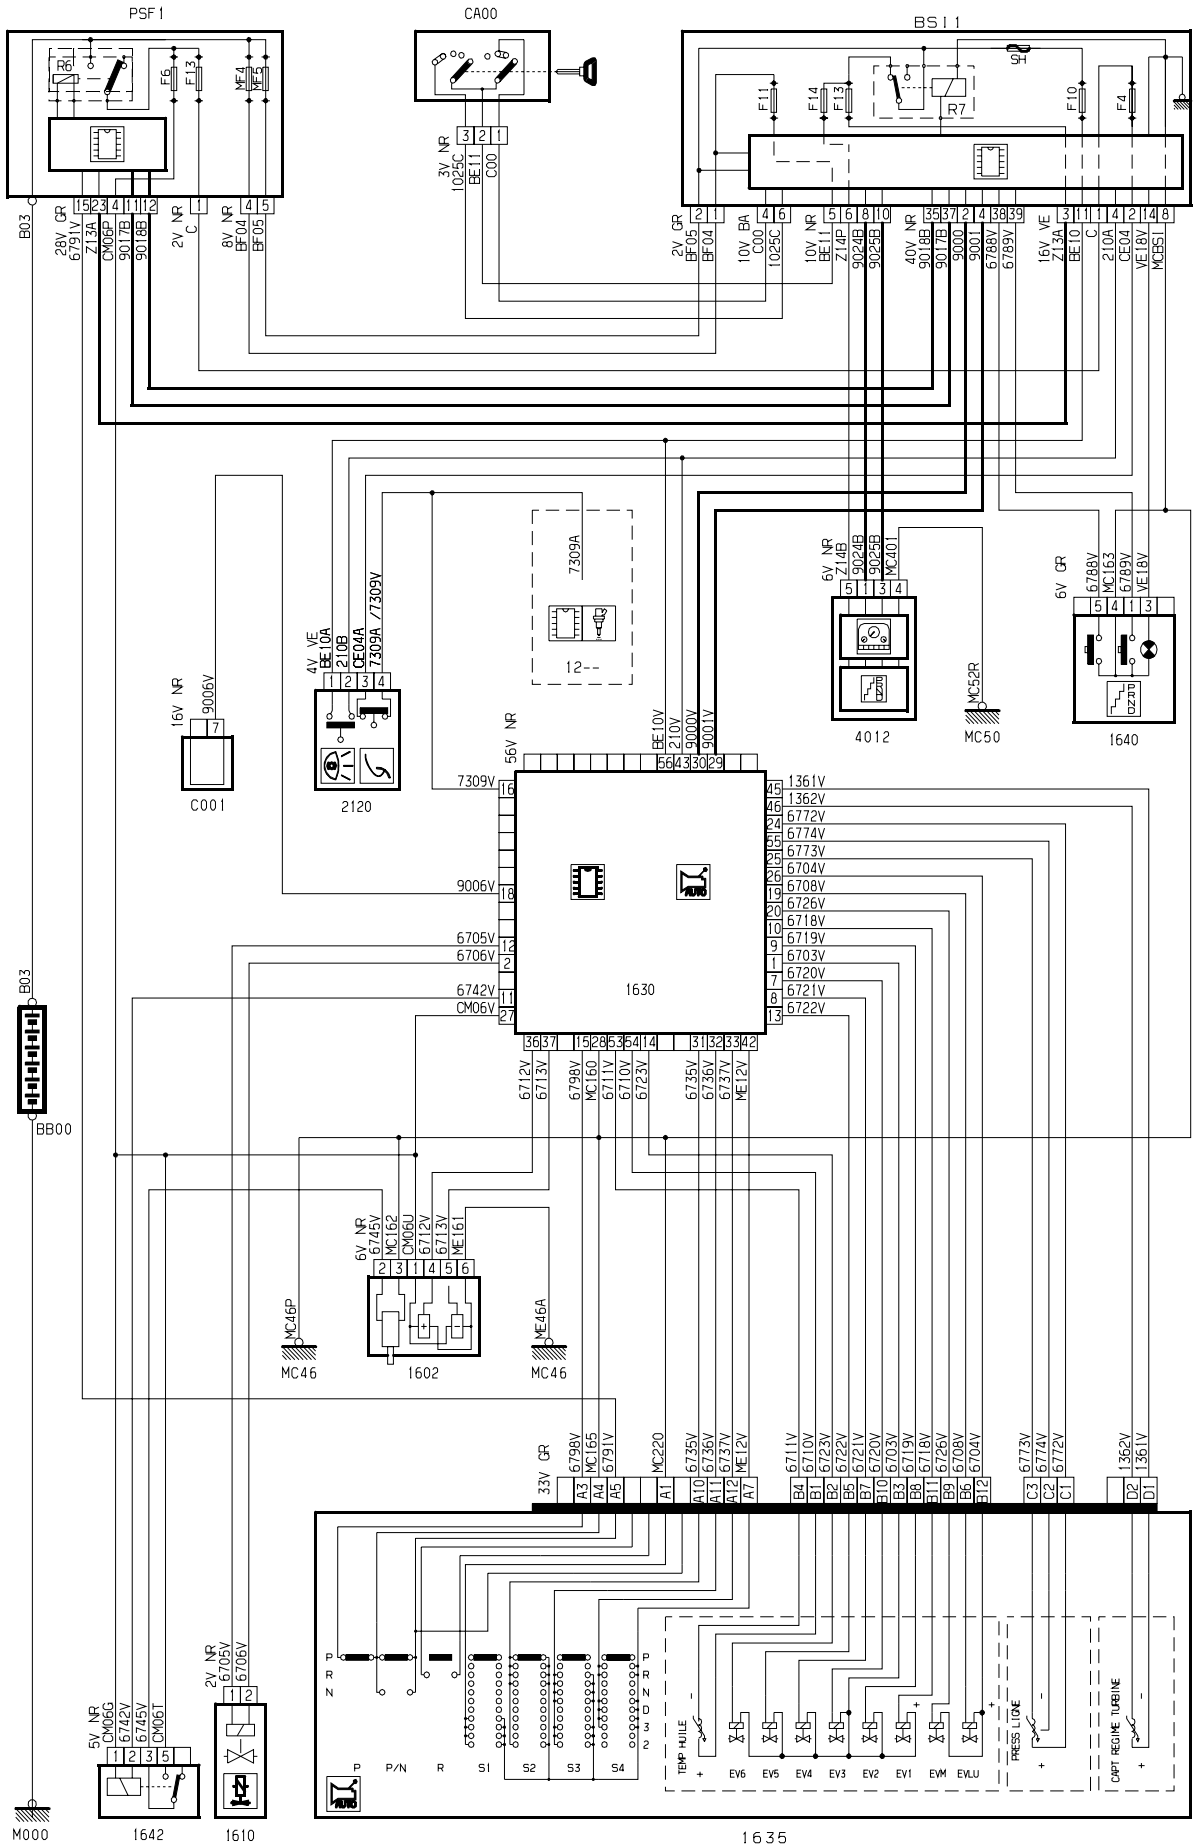 PSF1
CA00
BSI1
R6
F6
F13
MF4
MF5
F11
F14
F13
R7
SH
F10
F4
3 2 1
3V NR
1025C
BE11
C00
B03
15 23 4 11 12
28V GR
6791V
Z13A
CM06P
9017B
9018B
1
2V NR
C
4 5
8V NR
BF04
BF05
2 1
2V GR
BF05
BF04
4 6
10V BA
C00
1025C
5 6 8 10
10V NR
BE11
Z14P
9024B
9025B
35 37 2 4 38 39
40V NR
9018B
9017B
9000
9001
6788V
6789V
3 11 1 4 2 14 8
16V VE
Z13A
BE10
C
210A
CE04
VE18V
MCBSI
4V VE
BE10A
210B
CE04A
7309A /7309V
1 2 3 4
2120
7309A
12--
6V NR
Z14B
9024B
9025B
MC401
5 1 3 4
4012
MC52R
MC50
6V GR
6788V
MC163
6789V
VE18V
5 4 1 3
PRND
PRND
1640
16V NR
9006V
7
C001
56V NR
BE10V
210V
9000V
9001V
56 43 30 29
7309V 16
9006V 18
6705V 12
6706V 2
6742V 11
CM06V 27
AUTO
1630
45 1361V
46 1362V
24 6772V
55 6774V
25 6773V
26 6704V
19 6708V
20 6726V
10 6718V
9 6719V
1 6703V
7 6720V
8 6721V
13 6722V
36 37 15 28 53 54 14 31 32 33 42
6712V
6713V
6798V
MC160
6711V
6710V
6723V
6735V
6736V
6737V
ME12V
B03
BB00
6V NR
6745V
MC162
CM06U
6712V
6713V
ME161
2 3 1 4 5 6
+ -
1602
MC46P
MC46
ME46A
MC46
33V GR
6798V
MC165
6791V
MC220
6735V
6736V
6737V
ME12V
6711V
6710V
6723V
6722V
6721V
6720V
6703V
6719V
6718V
6726V
6708V
6704V
6773V
6774V
6772V
1362V
1361V
A3 A4 A5 A1 A10 A11 A12 A7 B4 B1 B2 B5 B7 B10 B3 B8 B11 B9 B6 B12 C3 C2 C1 D2 D1
P
R
N
P
R
N
D
3
2
P P/N R S1 S2 S3 S4
TEMP HUILE
- +
EV6 EV5 EV4 EV3 EV2 EV1 EVM EVLU
+ +
PRESS LIGNE
- +
CAPT REGIME TURBINE
- +
AUTO
1635
2V NR
6705V
6706V
1 2
1610
5V NR
CM06G
6742V
6745V
CM06T
1 2 3 5
1642
M000